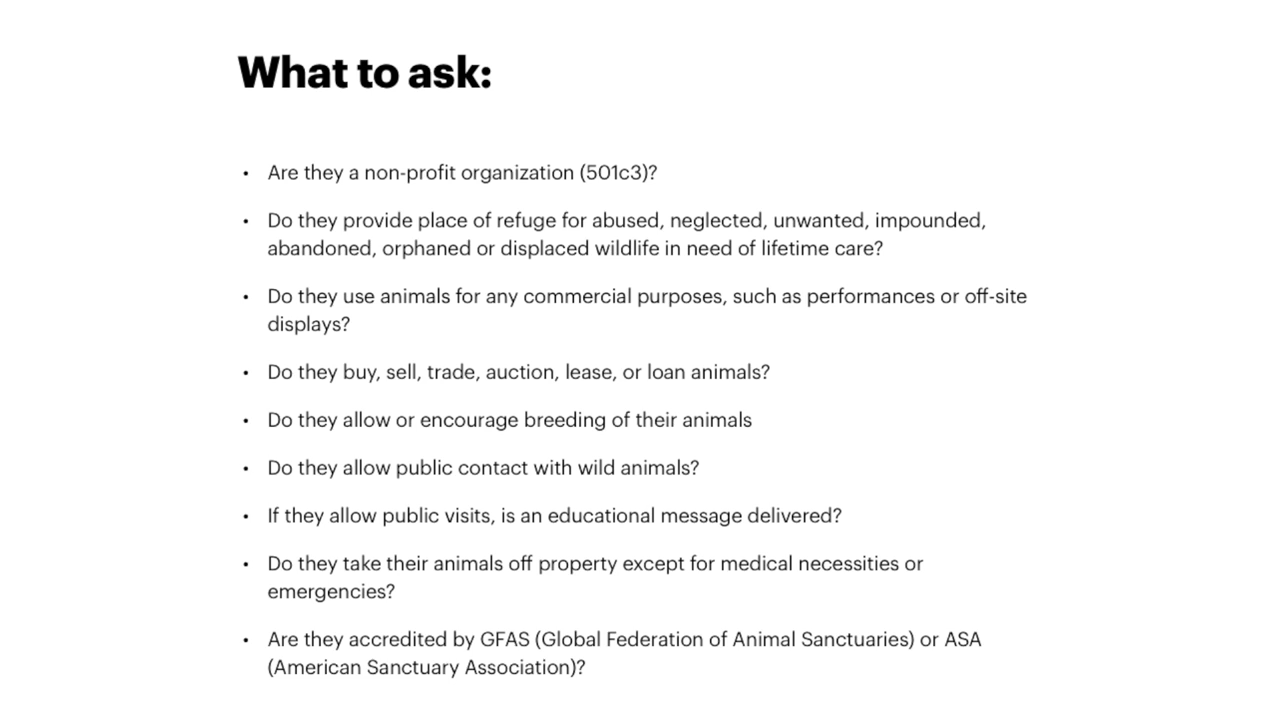 What to ask:
• Are they a non-profit organization (501c3)?
• Do they provide place of refuge for abused, neglected, unwanted, impounded,
abandoned, orphaned or displaced wildlife in need of lifetime care?
• Do they use animals for any commercial purposes, such as performances or off-site
displays?
• Do they buy, sell, trade, auction, lease, or loan animals?
• Do they allow or encourage breeding of their animals
• Do they allow public contact with wild animals?
• If they allow public visits, is an educational message delivered?
• Do they take their animals off property except for medical necessities or
emergencies?
• Are they accredited by GFAS (Global Federation of Animal Sanctuaries) or ASA
(American Sanctuary Association)?